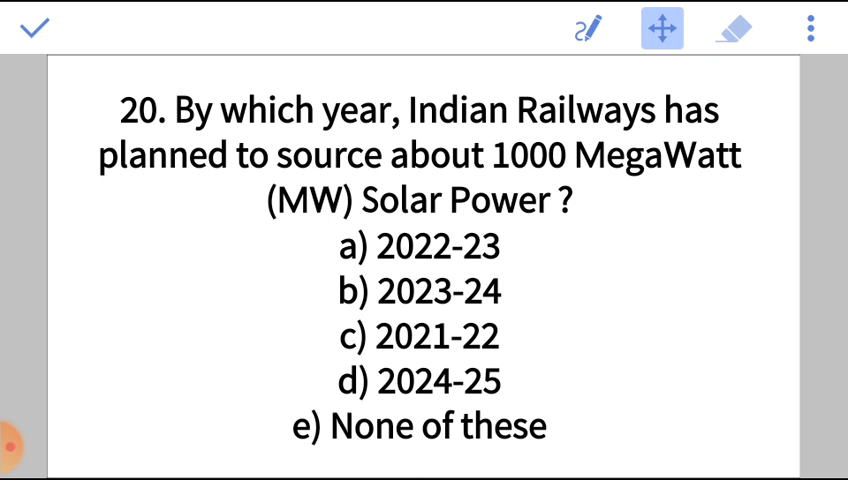 20. By which year, Indian Railways has
planned to source about 1000 MegaWatt
(MW) Solar Power ?
a) 2022-23
b) 2023-24
c) 2021-22
d) 2024-25
e) None of these